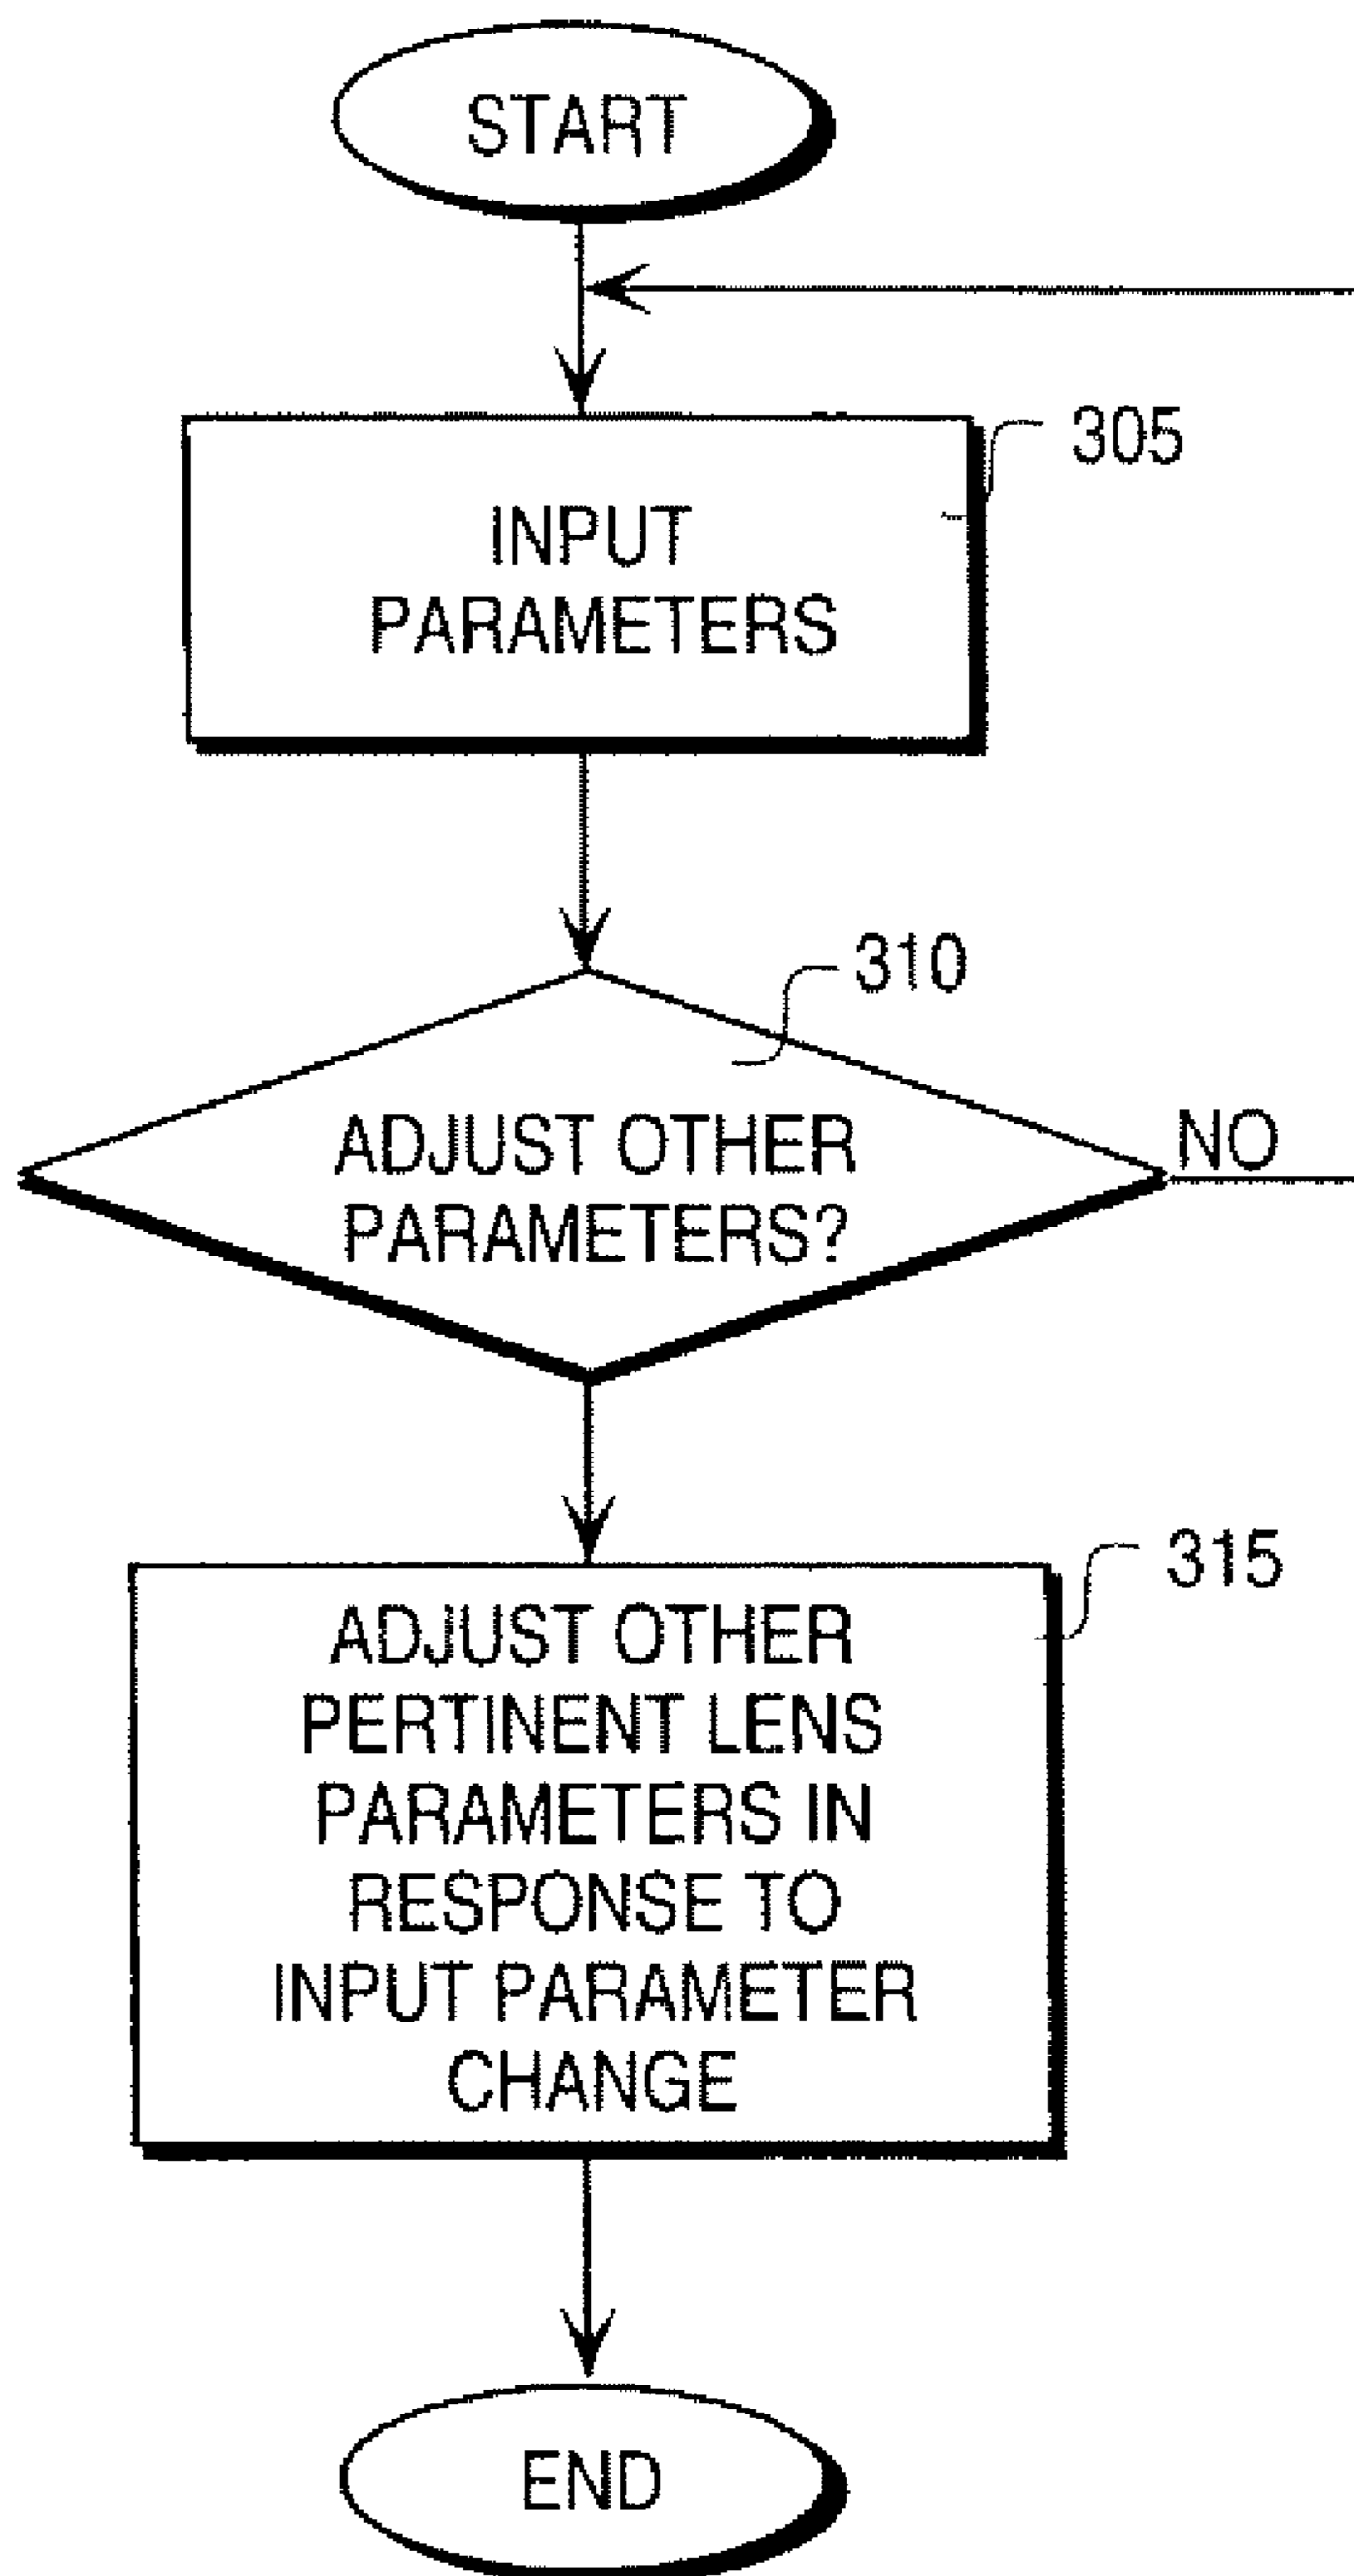 START
305
INPUT
PARAMETERS
310
ADJUST OTHER
PARAMETERS?
NO
315
ADJUST OTHER
PERTINENT LENS
PARAMETERS IN
RESPONSE TO
INPUT PARAMETER
CHANGE
END